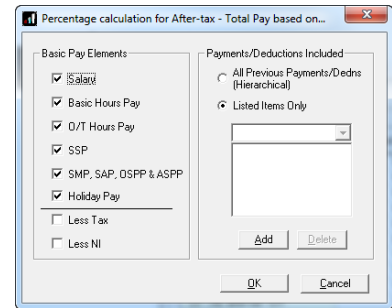 Percentage calculation for After-tax - Total Pay based on...
Basic Pay Elements
Salary
Basic Hours Pay
O/T Hours Pay
SSP
SMP, SAP, OSPP & ASPP
Holiday Pay
Less Tax
Less NI
Payments/Deductions Included
All Previous Payments/Dedns
(Hierarchical)
Listed Items Only
Add
Delete
OK
Cancel